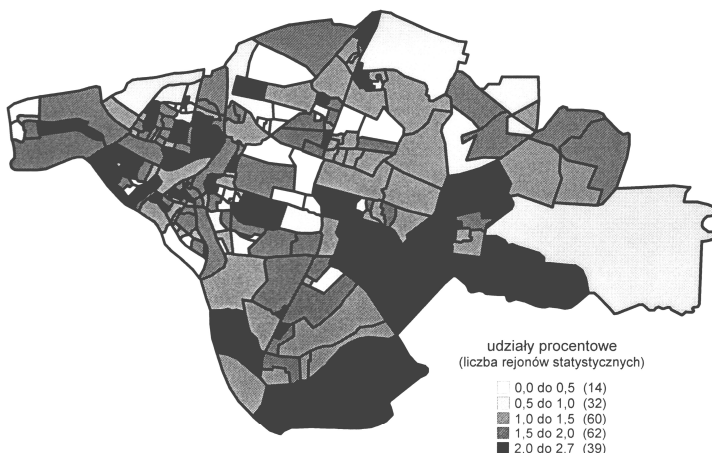 udziały procentowe
(liczba rejonów statystycznych)
0,0 do 0,5 (14)
0,5 do 1,0 (32)
1,0 do 1,5 (60)
1,5 do 2,0 (62)
2,0 do 2,7 (39)